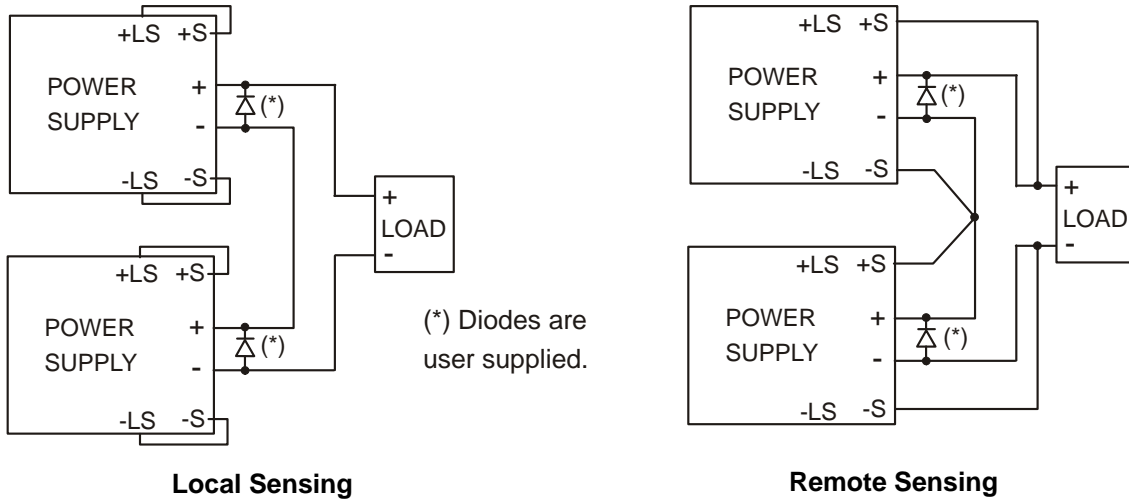 +LS +S
POWER
SUPPLY
+
(*)
-
-LS -S
+LS +S
POWER
SUPPLY
+
(*)
-
-LS -S
+
LOAD
-
(*) Diodes are
user supplied.
Local Sensing
+LS +S
POWER
SUPPLY
+
(*)
-
-LS -S
+LS +S
POWER
SUPPLY
+
(*)
-
-LS -S
+
LOAD
-
Remote Sensing